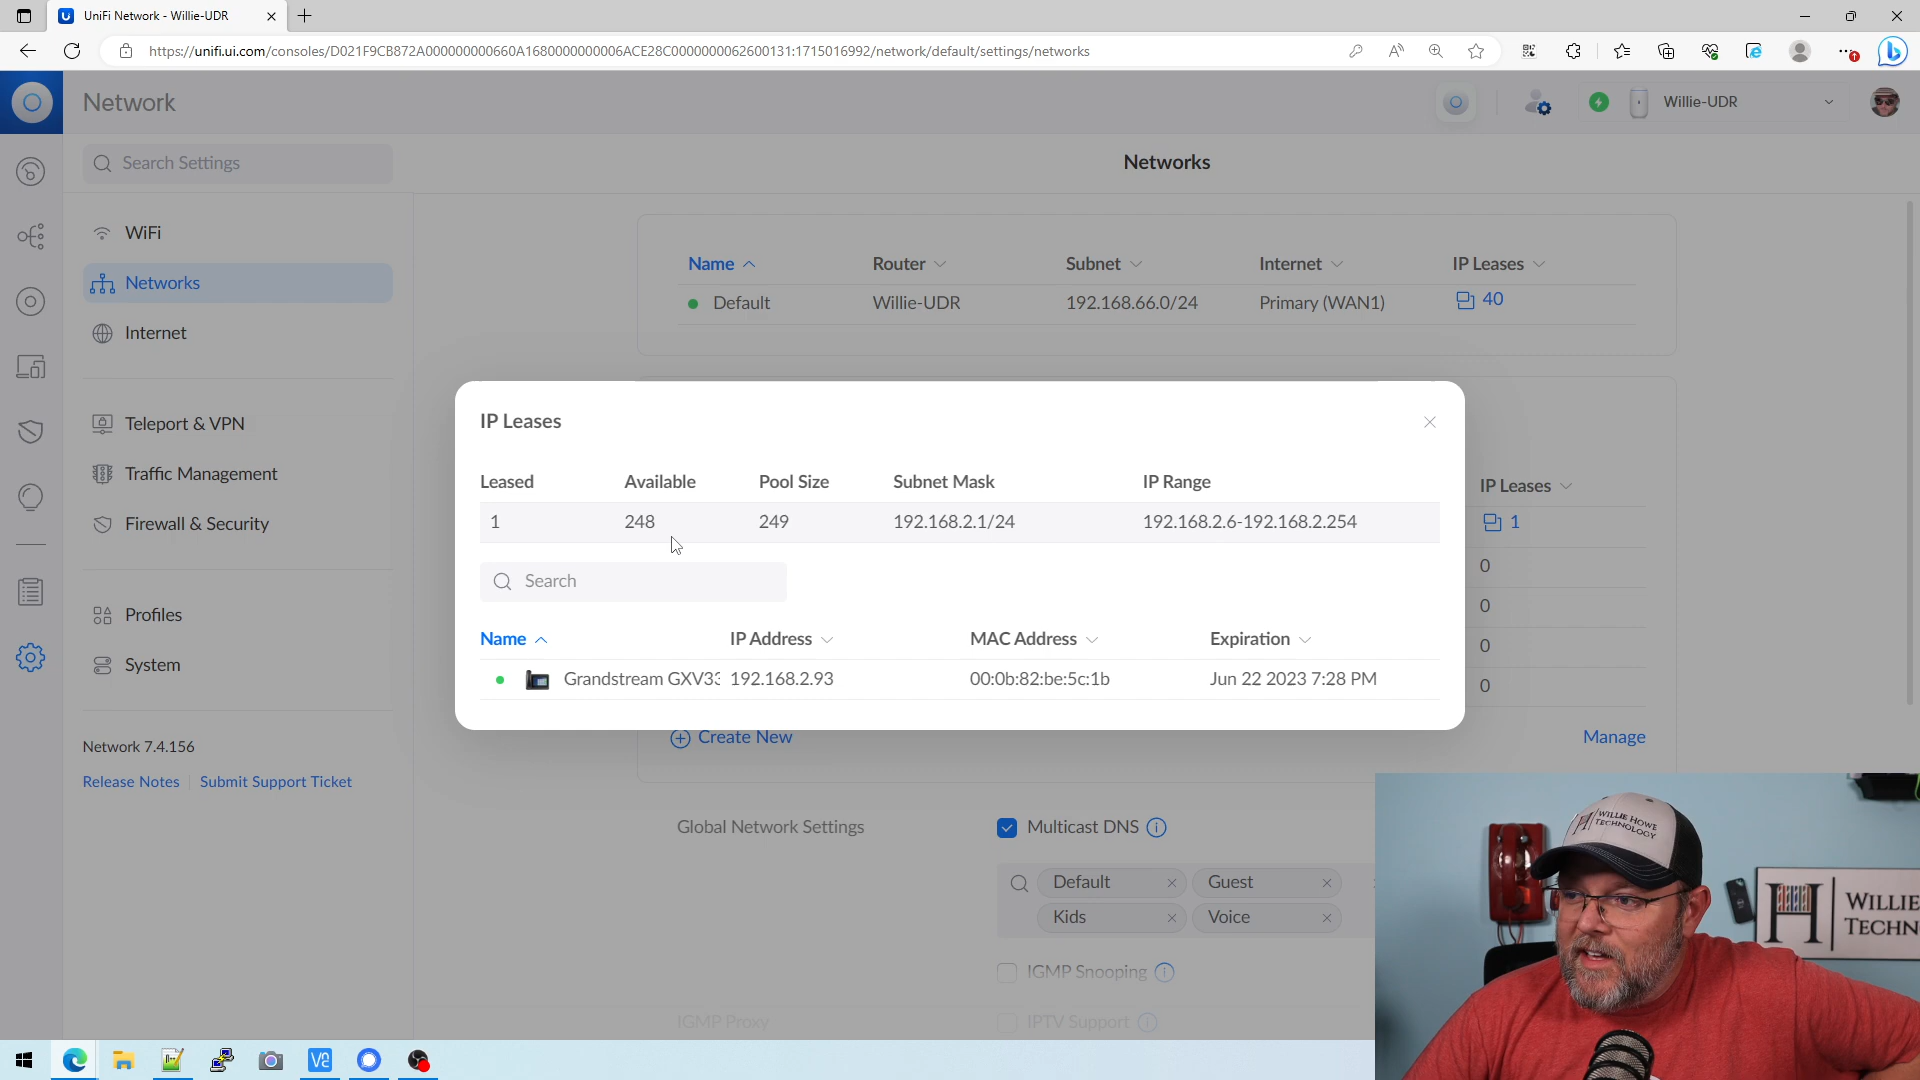 UniFi Network - Willie-UDR
https://unifi.ui.com/consoles/D021F9CB872A000000000660A1680000000006ACE28C0000000062600131:1715016992/network/default/settings/networks
Network
Willie-UDR
Search Settings
Networks
WiFi
Networks
Internet
Teleport & VPN
Traffic Management
Firewall & Security
Profiles
System
Network 7.4.156
Release Notes Submit Support Ticket
Name Router Subnet Internet IP Leases
Default Willie-UDR 192.168.66.0/24 Primary (WAN1) 40
IP Leases
Leased Available Pool Size Subnet Mask IP Range
1 248 249 192.168.2.1/24 192.168.2.6-192.168.2.254
Search
Name IP Address MAC Address Expiration
Grandstream GXV33 192.168.2.93 00:0b:82:be:5c:1b Jun 22 2023 7:28 PM
IP Leases
1
0
0
0
0
Create New Manage
Global Network Settings
Multicast DNS
Default Guest
Kids Voice
IGMP Snooping
IGMP Proxy
IPTV Support
WILLIE HOWE
TECHNOLOGY
WILLIE
TECHN